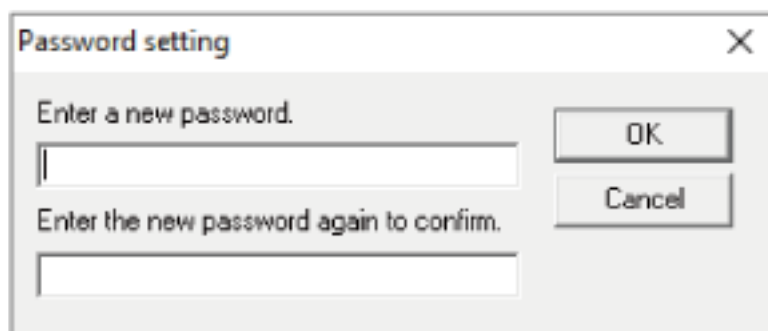 Password setting
Enter a new password.
OK
Cancel
Enter the new password again to confirm.